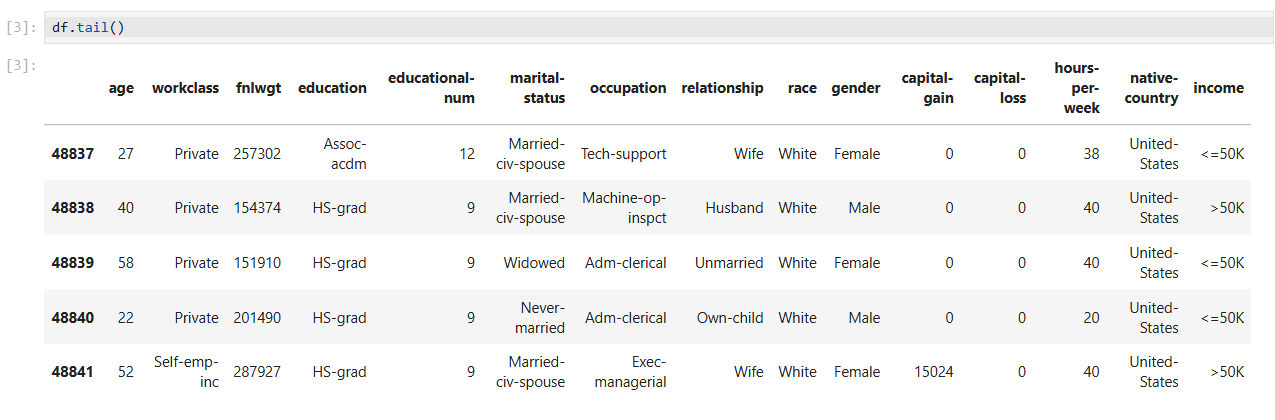 [3]: df.tail()
[3]:
age workclass fnlwgt education educational-num marital-status occupation relationship race gender capital-gain capital-loss hours-per-week native-country income
48837 27 Private 257302 Assoc-acdm 12 Married-civ-spouse Tech-support Wife White Female 0 0 38 United-States <=50K
48838 40 Private 154374 HS-grad 9 Married-civ-spouse Machine-op-inspct Husband White Male 0 0 40 United-States >50K
48839 58 Private 151910 HS-grad 9 Widowed Adm-clerical Unmarried White Female 0 0 40 United-States <=50K
48840 22 Private 201490 HS-grad 9 Never-married Adm-clerical Own-child White Male 0 0 20 United-States <=50K
48841 52 Self-emp-inc 287927 HS-grad 9 Married-civ-spouse Exec-managerial Wife White Female 15024 0 40 United-States >50K